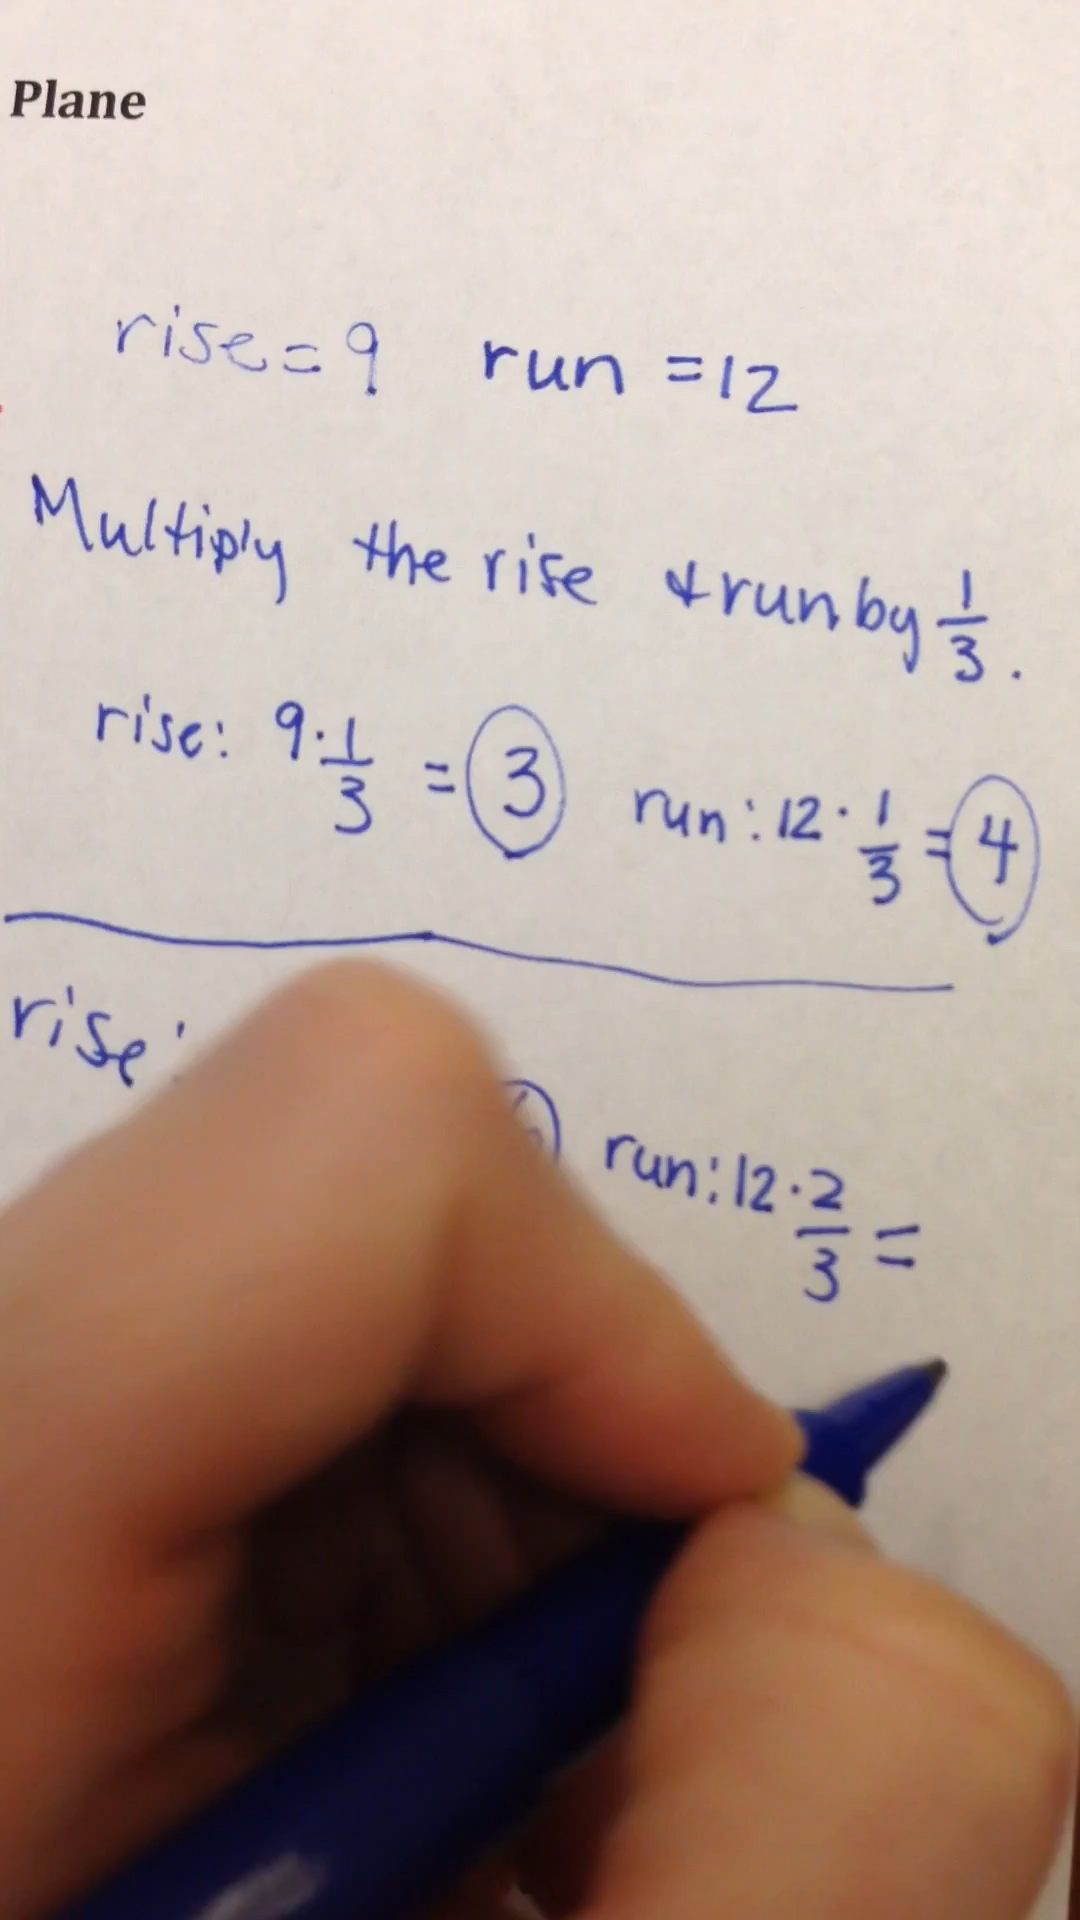 Plane
rise = 9 run = 12
Multiply the rise & run by 1/3.
rise: 9 · 1/3 = 3 run: 12 · 1/3 = 4
rise: run: 12 · 2/3 =